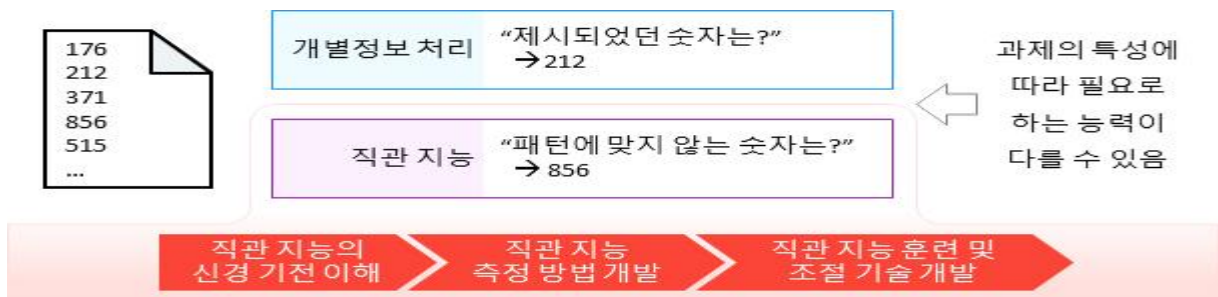 176
212
371
856
515
...
개별정보 처리
“제시되었던 숫자는?”
→ 212
직관 지능
“패턴에 맞지 않는 숫자는?”
→ 856
과제의 특성에
따라 필요로
하는 능력이
다를 수 있음
직관 지능의
신경 기전 이해
직관 지능
측정 방법 개발
직관 지능 훈련 및
조절 기술 개발